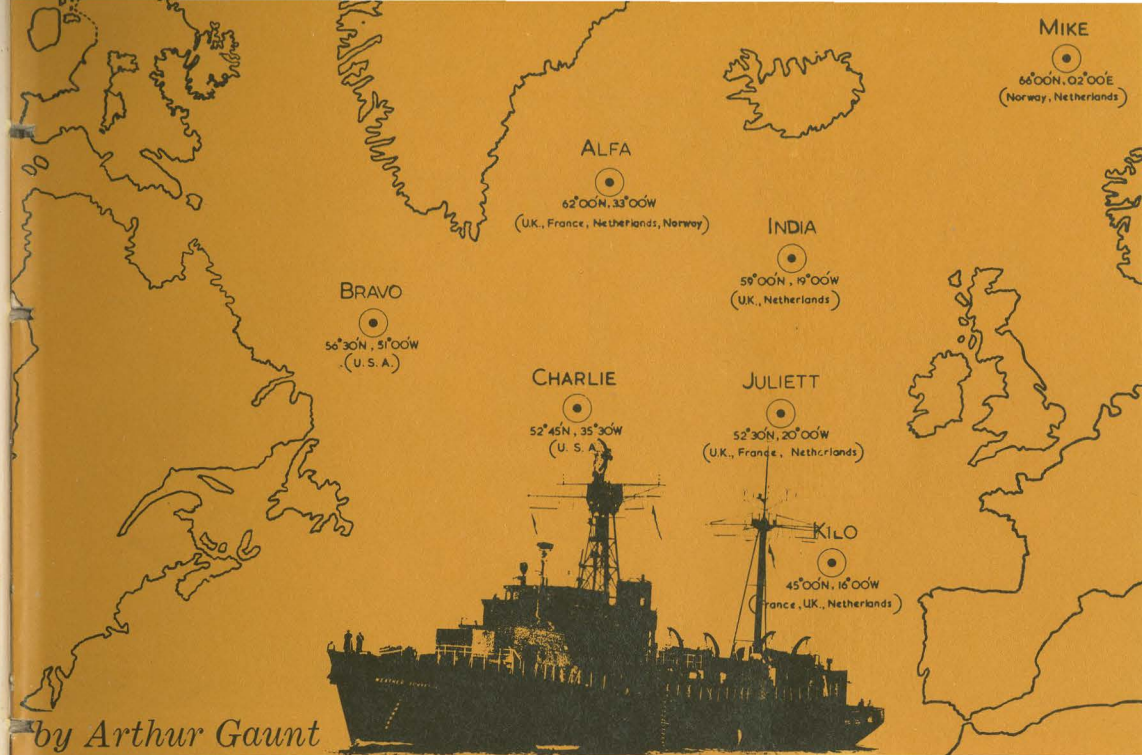 MIKE
66°00'N, 02°00'E
(Norway, Netherlands)
ALFA
62°00'N, 33°00'W
(U.K., France, Netherlands, Norway)
INDIA
59°00'N, 19°00'W
(U.K., Netherlands)
BRAVO
56°30'N, 51°00'W
(U.S.A.)
CHARLIE
52°45'N, 35°30'W
(U.S.A.)
JULIETT
52°30'N, 20°00'W
(U.K., France, Netherlands)
KILO
45°00'N, 16°00'W
(France, U.K., Netherlands)
WEATHER
by Arthur Gaunt